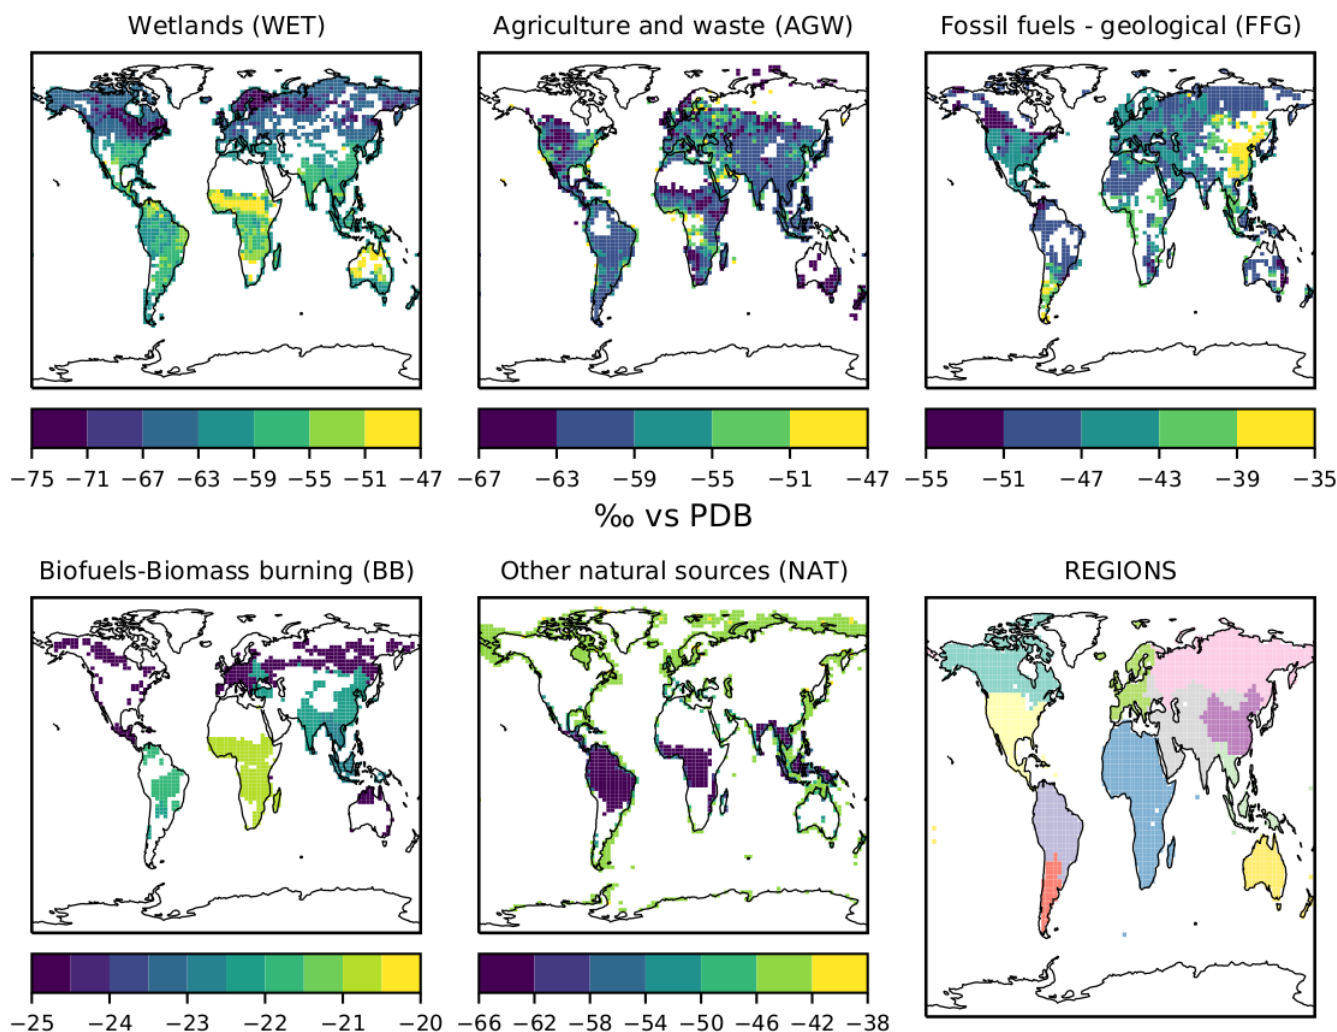 Wetlands (WET) Agriculture and waste (AGW) Fossil fuels - geological (FFG)
−75 −71 −67 −63 −59 −55 −51 −47 −67 −63 −59 −55 −51 −47 −55 −51 −47 −43 −39 −35
‰ vs PDB
Biofuels-Biomass burning (BB) Other natural sources (NAT) REGIONS
−25 −24 −23 −22 −21 −20 −66 −62 −58 −54 −50 −46 −42 −38